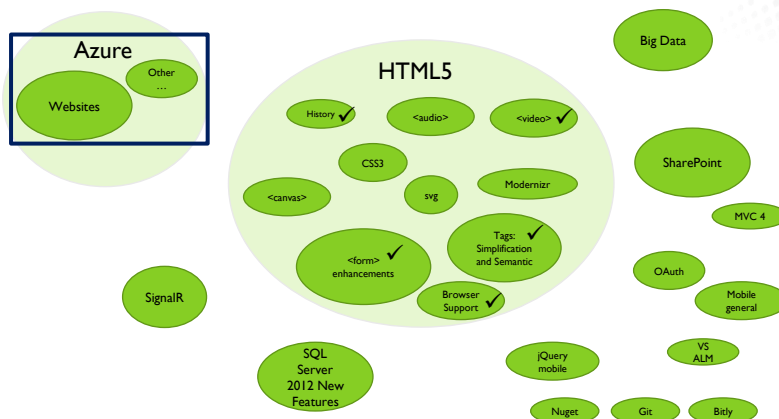 Azure
Other
…
Websites
HTML5
History ✓
<audio>
<video> ✓
CSS3
<canvas>
svg
Modernizr
<form> ✓
enhancements
Tags: ✓
Simplification
and Semantic
Browser
Support ✓
Big Data
SharePoint
MVC 4
OAuth
Mobile
general
VS
ALM
SignalR
SQL
Server
2012 New
Features
jQuery
mobile
Nuget
Git
Bitly